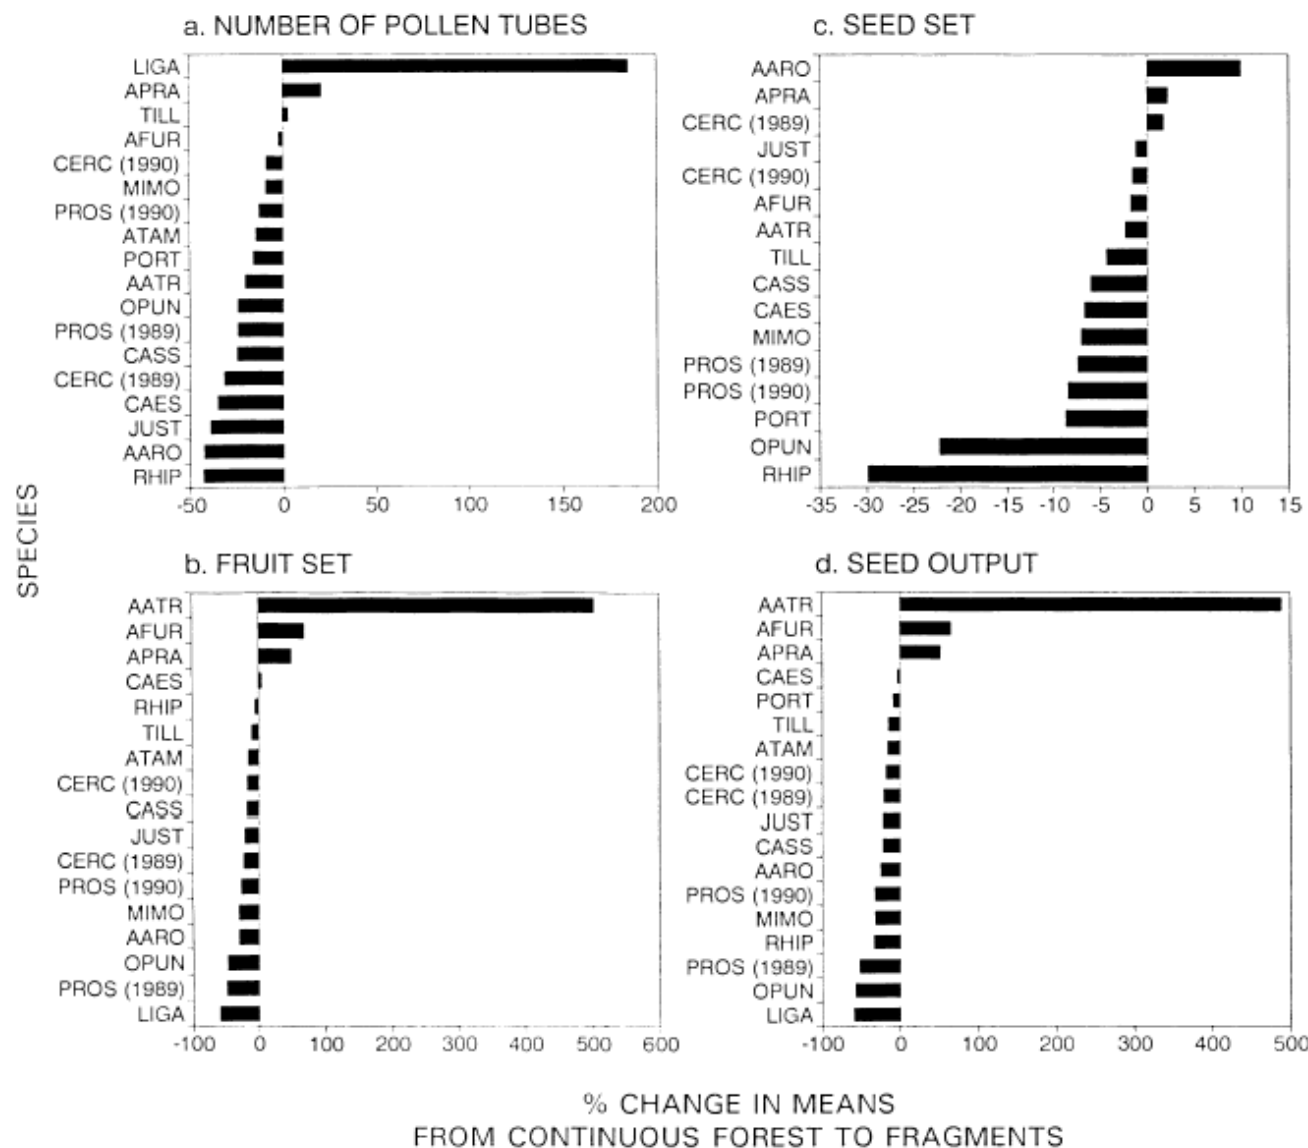 a. NUMBER OF POLLEN TUBES
LIGA
APRA
TILL
AFUR
CERC (1990)
MIMO
PROS (1990)
ATAM
PORT
AATR
OPUN
PROS (1989)
CASS
CERC (1989)
CAES
JUST
AARO
RHIP
-50 0 50 100 150 200
c. SEED SET
AARO
APRA
CERC (1989)
JUST
CERC (1990)
AFUR
AATR
TILL
CASS
CAES
MIMO
PROS (1989)
PROS (1990)
PORT
OPUN
RHIP
-35 -30 -25 -20 -15 -10 -5 0 5 10 15
SPECIES
b. FRUIT SET
AATR
AFUR
APRA
CAES
RHIP
TILL
ATAM
CERC (1990)
CASS
JUST
CERC (1989)
PROS (1990)
MIMO
AARO
OPUN
PROS (1989)
LIGA
-100 0 100 200 300 400 500 600
d. SEED OUTPUT
AATR
AFUR
APRA
CAES
PORT
TILL
ATAM
CERC (1990)
CERC (1989)
JUST
CASS
AARO
PROS (1990)
MIMO
RHIP
PROS (1989)
OPUN
LIGA
-100 0 100 200 300 400 500
% CHANGE IN MEANS
FROM CONTINUOUS FOREST TO FRAGMENTS